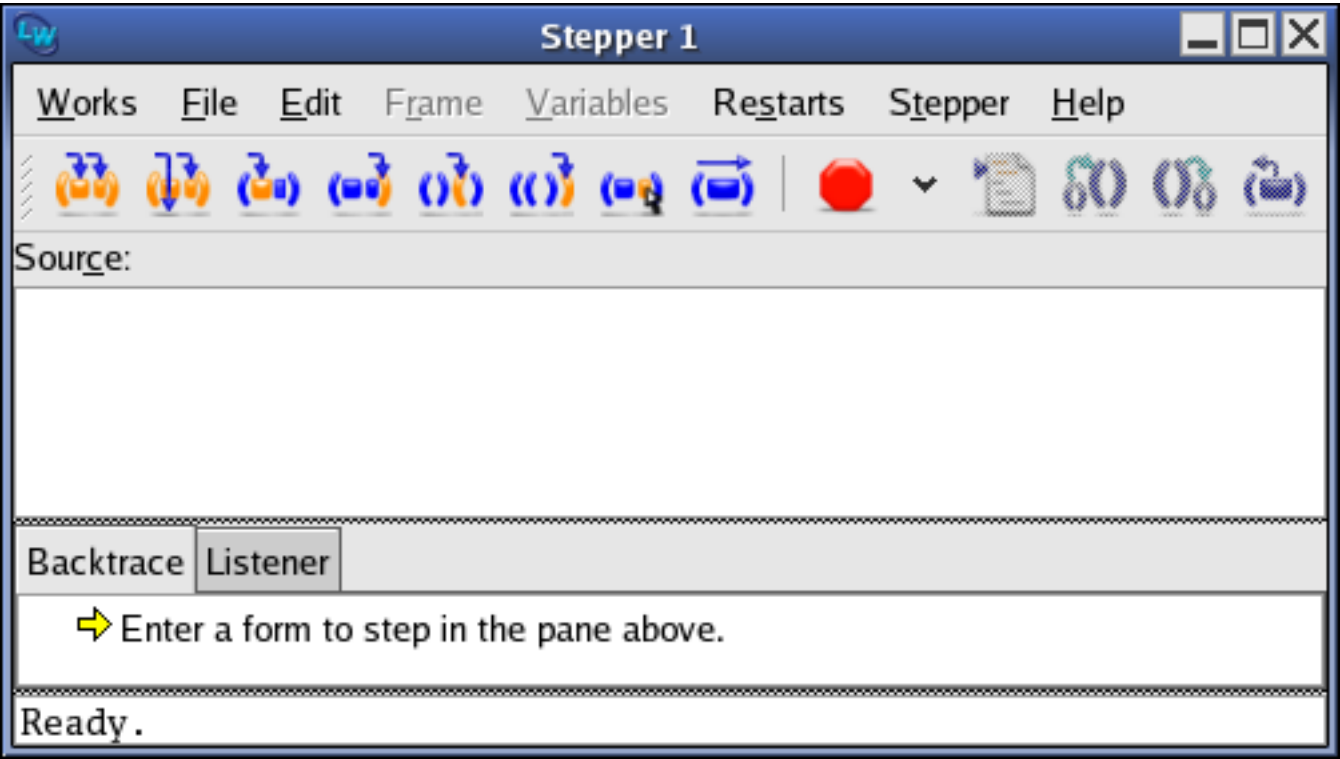 LW Stepper 1
Works File Edit Frame Variables Restarts Stepper Help
Source:
Backtrace Listener
Enter a form to step in the pane above.
Ready.